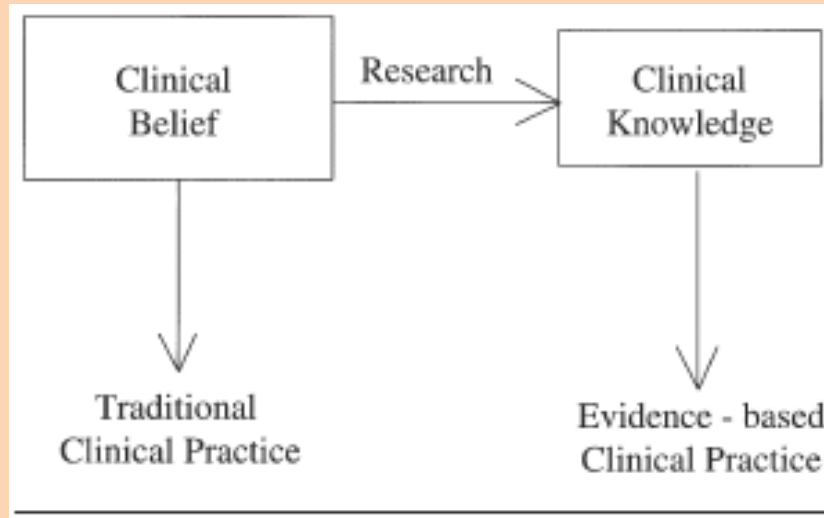 Clinical
Belief
Research
Clinical
Knowledge
Traditional
Clinical Practice
Evidence - based
Clinical Practice